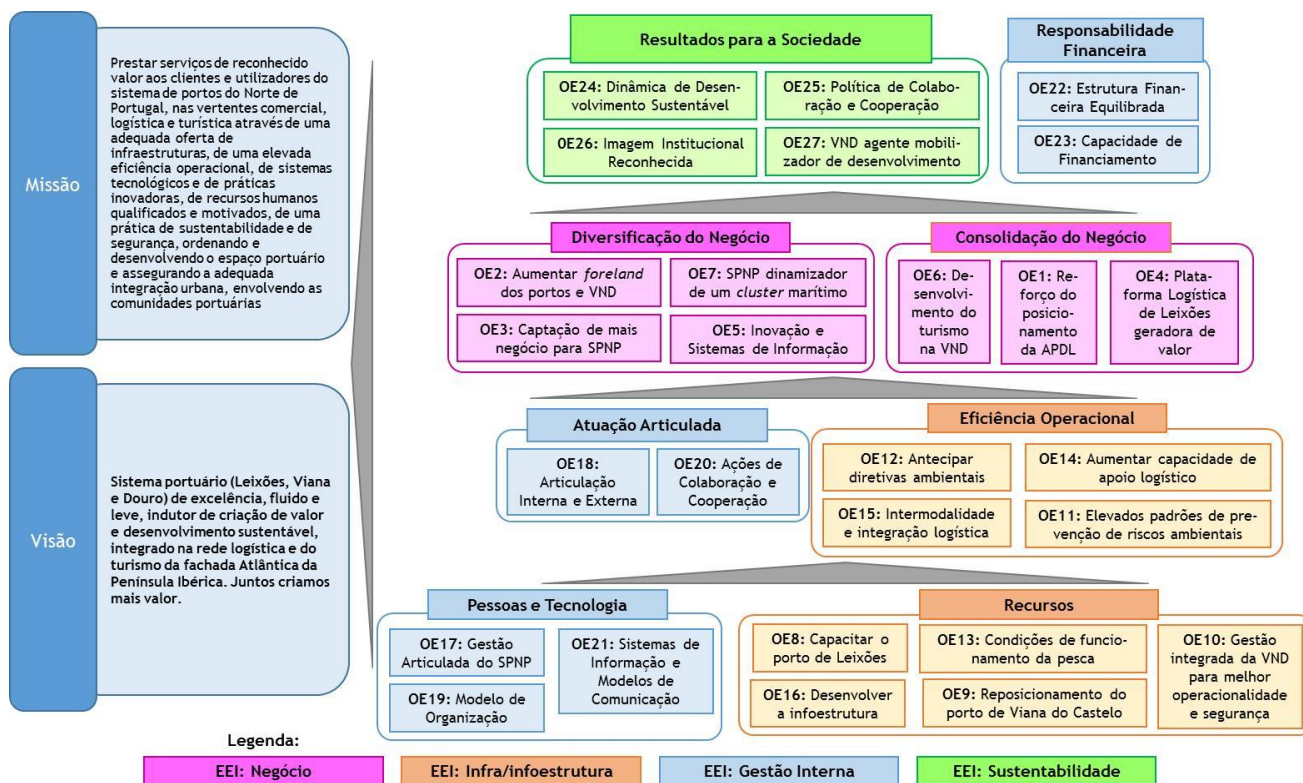 Missão
Prestar serviços de reconhecido
valor aos clientes e utilizadores do
sistema de portos do Norte de
Portugal, nas vertentes comercial,
logística e turística através de uma
adequada oferta de
infraestruturas, de uma elevada
eficiência operacional, de sistemas
tecnológicos e de práticas
inovadoras, de recursos humanos
qualificados e motivados, de uma
prática de sustentabilidade e de
segurança, ordenando e
desenvolvendo o espaço portuário
e assegurando a adequada
integração urbana, envolvendo as
comunidades portuárias
Visão
Sistema portuário (Leixões, Viana
e Douro) de excelência, fluido e
leve, indutor de criação de valor
e desenvolvimento sustentável,
integrado na rede logística e do
turismo da fachada Atlântica da
Península Ibérica. Juntos criamos
mais valor.
Resultados para a Sociedade
OE24: Dinâmica de Desen-
volvimento Sustentável
OE25: Política de Colabo-
ração e Cooperação
0E26: Imagem Institucional
Reconhecida
OE27: VND agente mobili-
zador de desenvolvimento
Responsabilidade
Financeira
OE22: Estrutura Finan-
ceira Equilibrada
OE23: Capacidade de
Financiamento
Diversificação do Negócio
OE2: Aumentar foreland
dos portos e VND
OE7: SPNP dinamizador
de um cluster marítimo
OE3: Captação de mais
negócio para SPNP
OE5: Inovação e
Sistemas de Informação
Consolidação do Negócio
OE6: De-
senvolvi-
mento do
turismo
na VND
OE1: Re-
forço do
posicio-
namento
da APDL
OE4: Plata-
forma Logística
de Leixões
geradora de
valor
Atuação Articulada
OE18:
Articulação
Interna e Externa
OE20: Ações de
Colaboração e
Cooperação
Eficiência Operacional
OE12: Antecipar
diretivas ambientais
OE14: Aumentar capacidade de
apoio logístico
OE15: Intermodalidade
e integração logística
OE11: Elevados padrões de pre-
venção de riscos ambientais
Pessoas e Tecnologia
OE17: Gestão
Articulada do SPNP
OE19: Modelo de
Organização
OE21: Sistemas de
Informação e
Modelos de
Comunicação
Recursos
OE8: Capacitar o
porto de Leixões
OE13: Condições de funcio-
namento da pesca
OE16: Desenvolver
a infoestrutura
OE9: Reposicionamento do
porto de Viana do Castelo
OE10: Gestão
integrada da VND
para melhor
operacionalidade
e segurança
Legenda:
EEI: Negócio
EEI: Infra/infoestrutura
EEI: Gestão Interna
EEI: Sustentabilidade